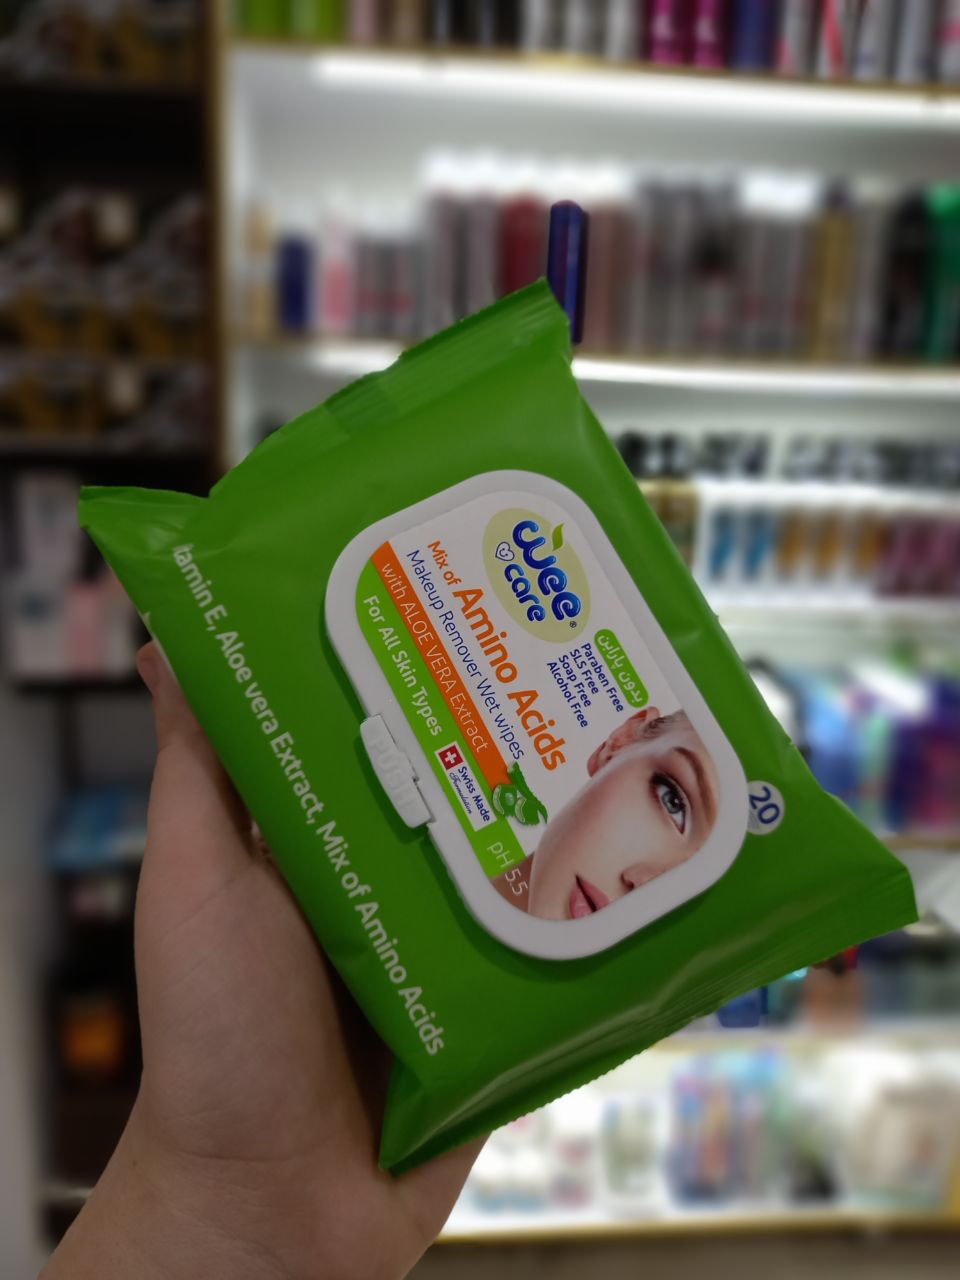 wee
care®
Mix of Amino Acids
Makeup Remover Wet wipes
with ALOE VERA Extract
For All Skin Types
بدون پارابن
Paraben Free
SLS Free
Soap Free
Alcohol Free
Swiss Made
Formulation
pH 5.5
PUSH
20
tamin E, Aloe vera Extract, Mix of Amino Acids